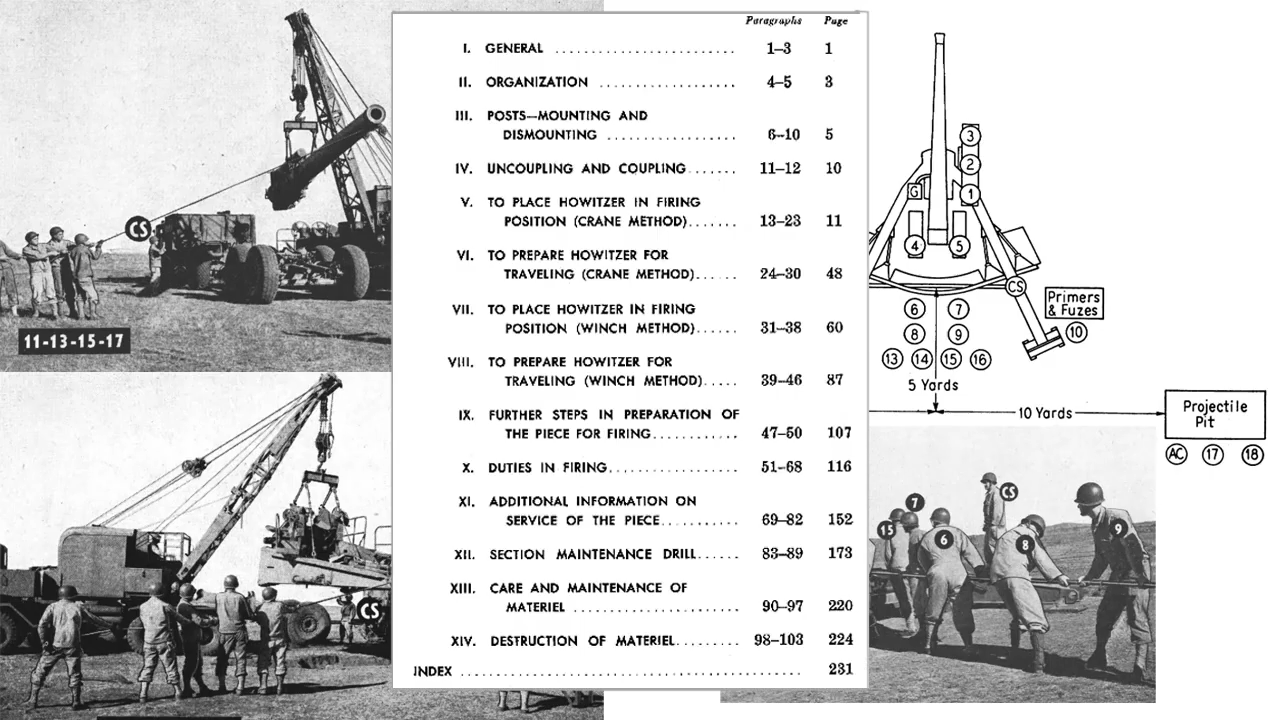 Paragraphs Page
I. GENERAL ........................ 1–3 1
II. ORGANIZATION .................. 4–5 3
III. POSTS—MOUNTING AND
DISMOUNTING ................. 6–10 5
IV. UNCOUPLING AND COUPLING....... 11–12 10
V. TO PLACE HOWITZER IN FIRING
POSITION (CRANE METHOD)....... 13–23 11
VI. TO PREPARE HOWITZER FOR
TRAVELING (CRANE METHOD)...... 24–30 48
VII. TO PLACE HOWITZER IN FIRING
POSITION (WINCH METHOD)...... 31–38 60
VIII. TO PREPARE HOWITZER FOR
TRAVELING (WINCH METHOD)..... 39–46 87
IX. FURTHER STEPS IN PREPARATION OF
THE PIECE FOR FIRING............ 47–50 107
X. DUTIES IN FIRING.................. 51–68 116
XI. ADDITIONAL INFORMATION ON
SERVICE OF THE PIECE........... 69–82 152
XII. SECTION MAINTENANCE DRILL...... 83–89 173
XIII. CARE AND MAINTENANCE OF
MATERIEL ...................... 90–97 220
XIV. DESTRUCTION OF MATERIEL......... 98–103 224
INDEX ............................................. 231
CS
11-13-15-17
CS
3
2
G 1
4 5
CS
6 7
Primers
& Fuzes
8 9
10
13 14 15 16
5 Yards
10 Yards
Projectile
Pit
AC 17 18
7 CS
15 6 8 9